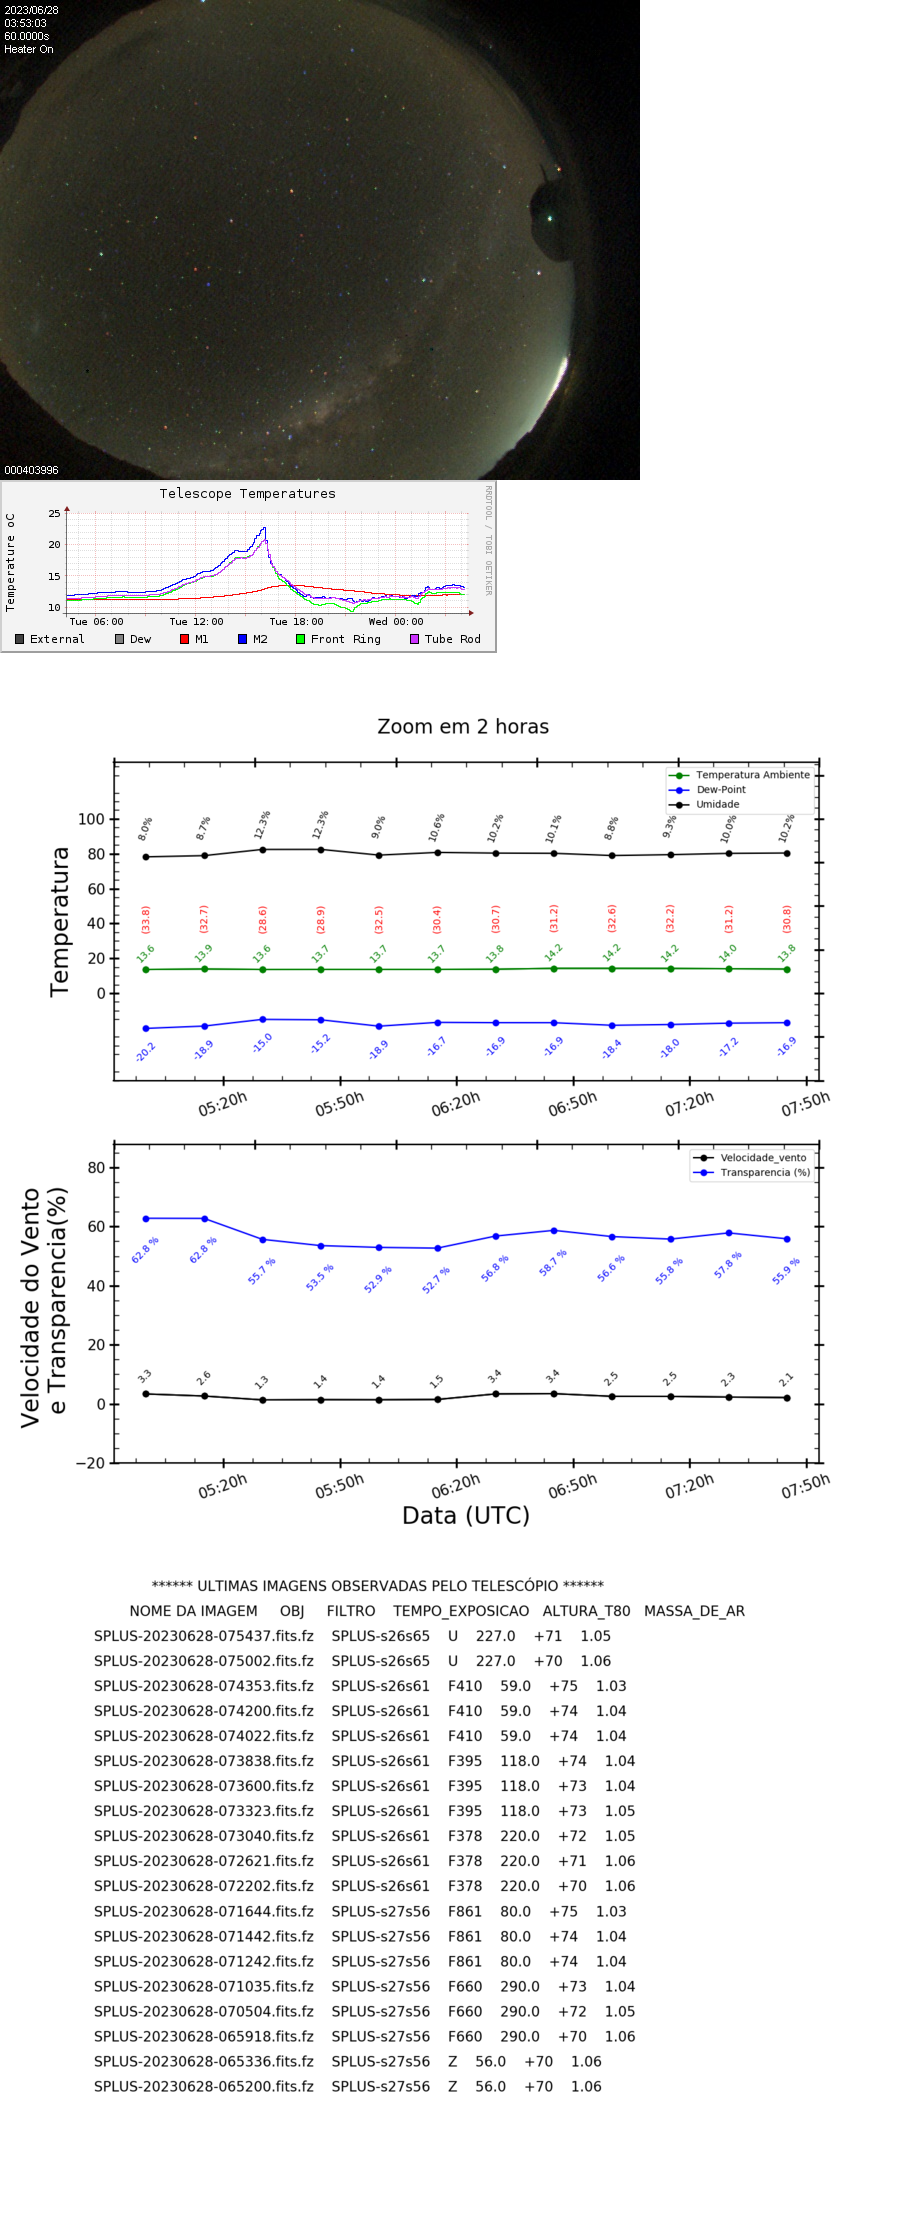 2023/06/28
03:53:03
60.0000s
Heater On
000403996
Telescope Temperatures
RRDTOOL / TOBI OETIKER
Temperature oC
25
20
15
10
Tue 06:00 Tue 12:00 Tue 18:00 Wed 00:00
External Dew M1 M2 Front Ring Tube Rod
Zoom em 2 horas
Temperatura Ambiente
Dew-Point
Umidade
Temperatura
100
80
60
40
20
0
8.0% 8.7% 12.3% 12.3% 9.0% 10.6% 10.2% 10.1% 8.8% 9.3% 10.0% 10.2%
(33.8) (32.7) (28.6) (28.9) (32.5) (30.4) (30.7) (31.2) (32.6) (32.2) (31.2) (30.8)
13.6 13.9 13.6 13.7 13.7 13.7 13.8 14.2 14.2 14.2 14.0 13.8
-20.2 -18.9 -15.0 -15.2 -18.9 -16.7 -16.9 -16.9 -18.4 -18.0 -17.2 -16.9
05:20h 05:50h 06:20h 06:50h 07:20h 07:50h
Velocidade_vento
Transparencia (%)
Velocidade do Vento
e Transparencia(%)
80
60
40
20
0
−20
62.8 % 62.8 % 55.7 % 53.5 % 52.9 % 52.7 % 56.8 % 58.7 % 56.6 % 55.8 % 57.8 % 55.9 %
3.3 2.6 1.3 1.4 1.4 1.5 3.4 3.4 2.5 2.5 2.3 2.1
05:20h 05:50h 06:20h 06:50h 07:20h 07:50h
Data (UTC)
****** ULTIMAS IMAGENS OBSERVADAS PELO TELESCÓPIO ******
NOME DA IMAGEM OBJ FILTRO TEMPO_EXPOSICAO ALTURA_T80 MASSA_DE_AR
SPLUS-20230628-075437.fits.fz SPLUS-s26s65 U 227.0 +71 1.05
SPLUS-20230628-075002.fits.fz SPLUS-s26s65 U 227.0 +70 1.06
SPLUS-20230628-074353.fits.fz SPLUS-s26s61 F410 59.0 +75 1.03
SPLUS-20230628-074200.fits.fz SPLUS-s26s61 F410 59.0 +74 1.04
SPLUS-20230628-074022.fits.fz SPLUS-s26s61 F410 59.0 +74 1.04
SPLUS-20230628-073838.fits.fz SPLUS-s26s61 F395 118.0 +74 1.04
SPLUS-20230628-073600.fits.fz SPLUS-s26s61 F395 118.0 +73 1.04
SPLUS-20230628-073323.fits.fz SPLUS-s26s61 F395 118.0 +73 1.05
SPLUS-20230628-073040.fits.fz SPLUS-s26s61 F378 220.0 +72 1.05
SPLUS-20230628-072621.fits.fz SPLUS-s26s61 F378 220.0 +71 1.06
SPLUS-20230628-072202.fits.fz SPLUS-s26s61 F378 220.0 +70 1.06
SPLUS-20230628-071644.fits.fz SPLUS-s27s56 F861 80.0 +75 1.03
SPLUS-20230628-071442.fits.fz SPLUS-s27s56 F861 80.0 +74 1.04
SPLUS-20230628-071242.fits.fz SPLUS-s27s56 F861 80.0 +74 1.04
SPLUS-20230628-071035.fits.fz SPLUS-s27s56 F660 290.0 +73 1.04
SPLUS-20230628-070504.fits.fz SPLUS-s27s56 F660 290.0 +72 1.05
SPLUS-20230628-065918.fits.fz SPLUS-s27s56 F660 290.0 +70 1.06
SPLUS-20230628-065336.fits.fz SPLUS-s27s56 Z 56.0 +70 1.06
SPLUS-20230628-065200.fits.fz SPLUS-s27s56 Z 56.0 +70 1.06